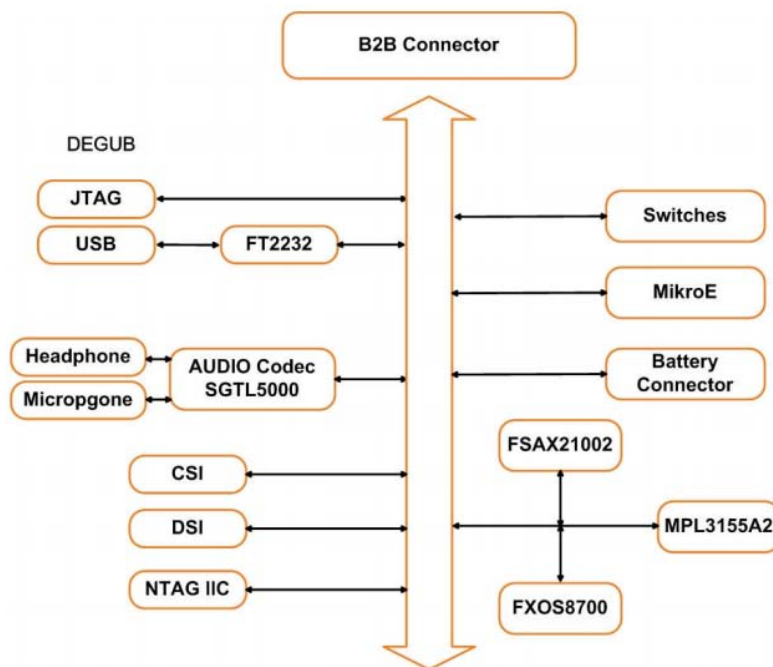 B2B Connector
DEGUB
JTAG
USB
FT2232
Headphone
Micropgone
AUDIO Codec
SGTL5000
CSI
DSI
NTAG IIC
Switches
MikroE
Battery
Connector
FSAX21002
MPL3155A2
FXOS8700